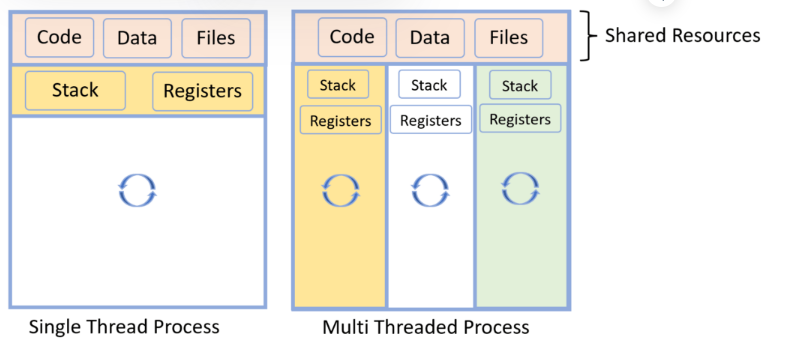 Code Data Files
Stack Registers
Single Thread Process
Code Data Files
Shared Resources
Stack Stack Stack
Registers Registers Registers
Multi Threaded Process